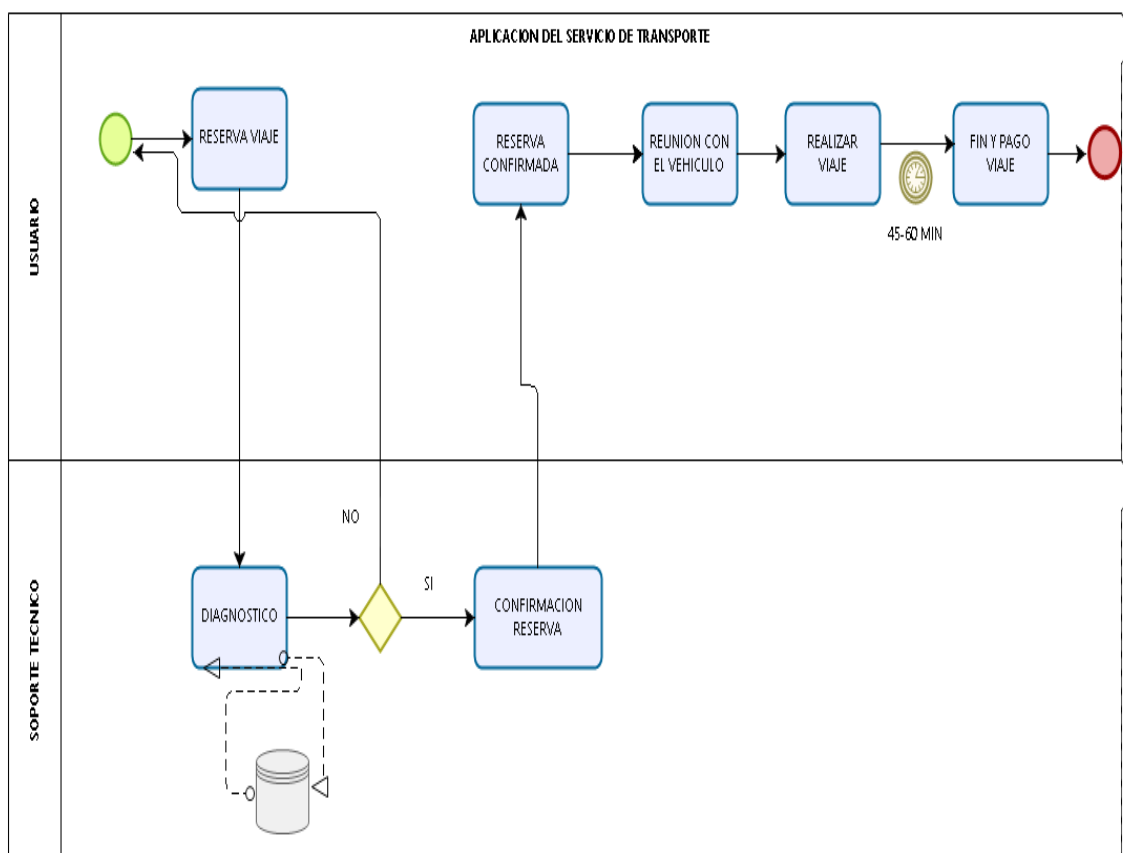 APLICACION DEL SERVICIO DE TRANSPORTE
USUARIO
RESERVA VIAJE
RESERVA
CONFIRMADA
REUNION CON
EL VEHICULO
REALIZAR
VIAJE
45-60 MIN
FIN Y PAGO
VIAJE
SOPORTE TECNICO
DIAGNOSTICO
NO
SI
CONFIRMACION
RESERVA